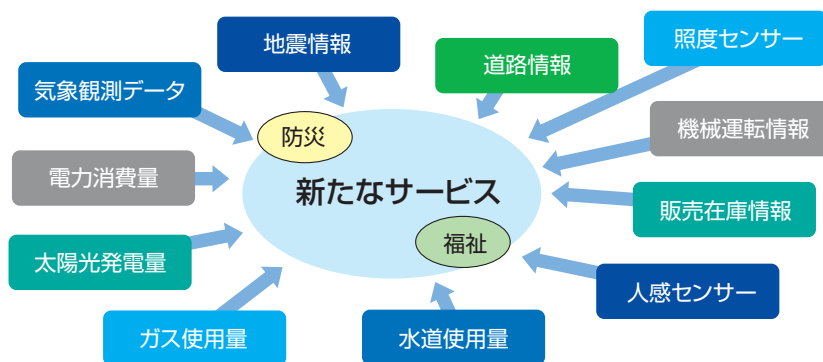 地震情報
照度センサー
道路情報
気象観測データ
防災
機械運転情報
電力消費量
新たなサービス
販売在庫情報
福祉
太陽光発電量
人感センサー
ガス使用量
水道使用量